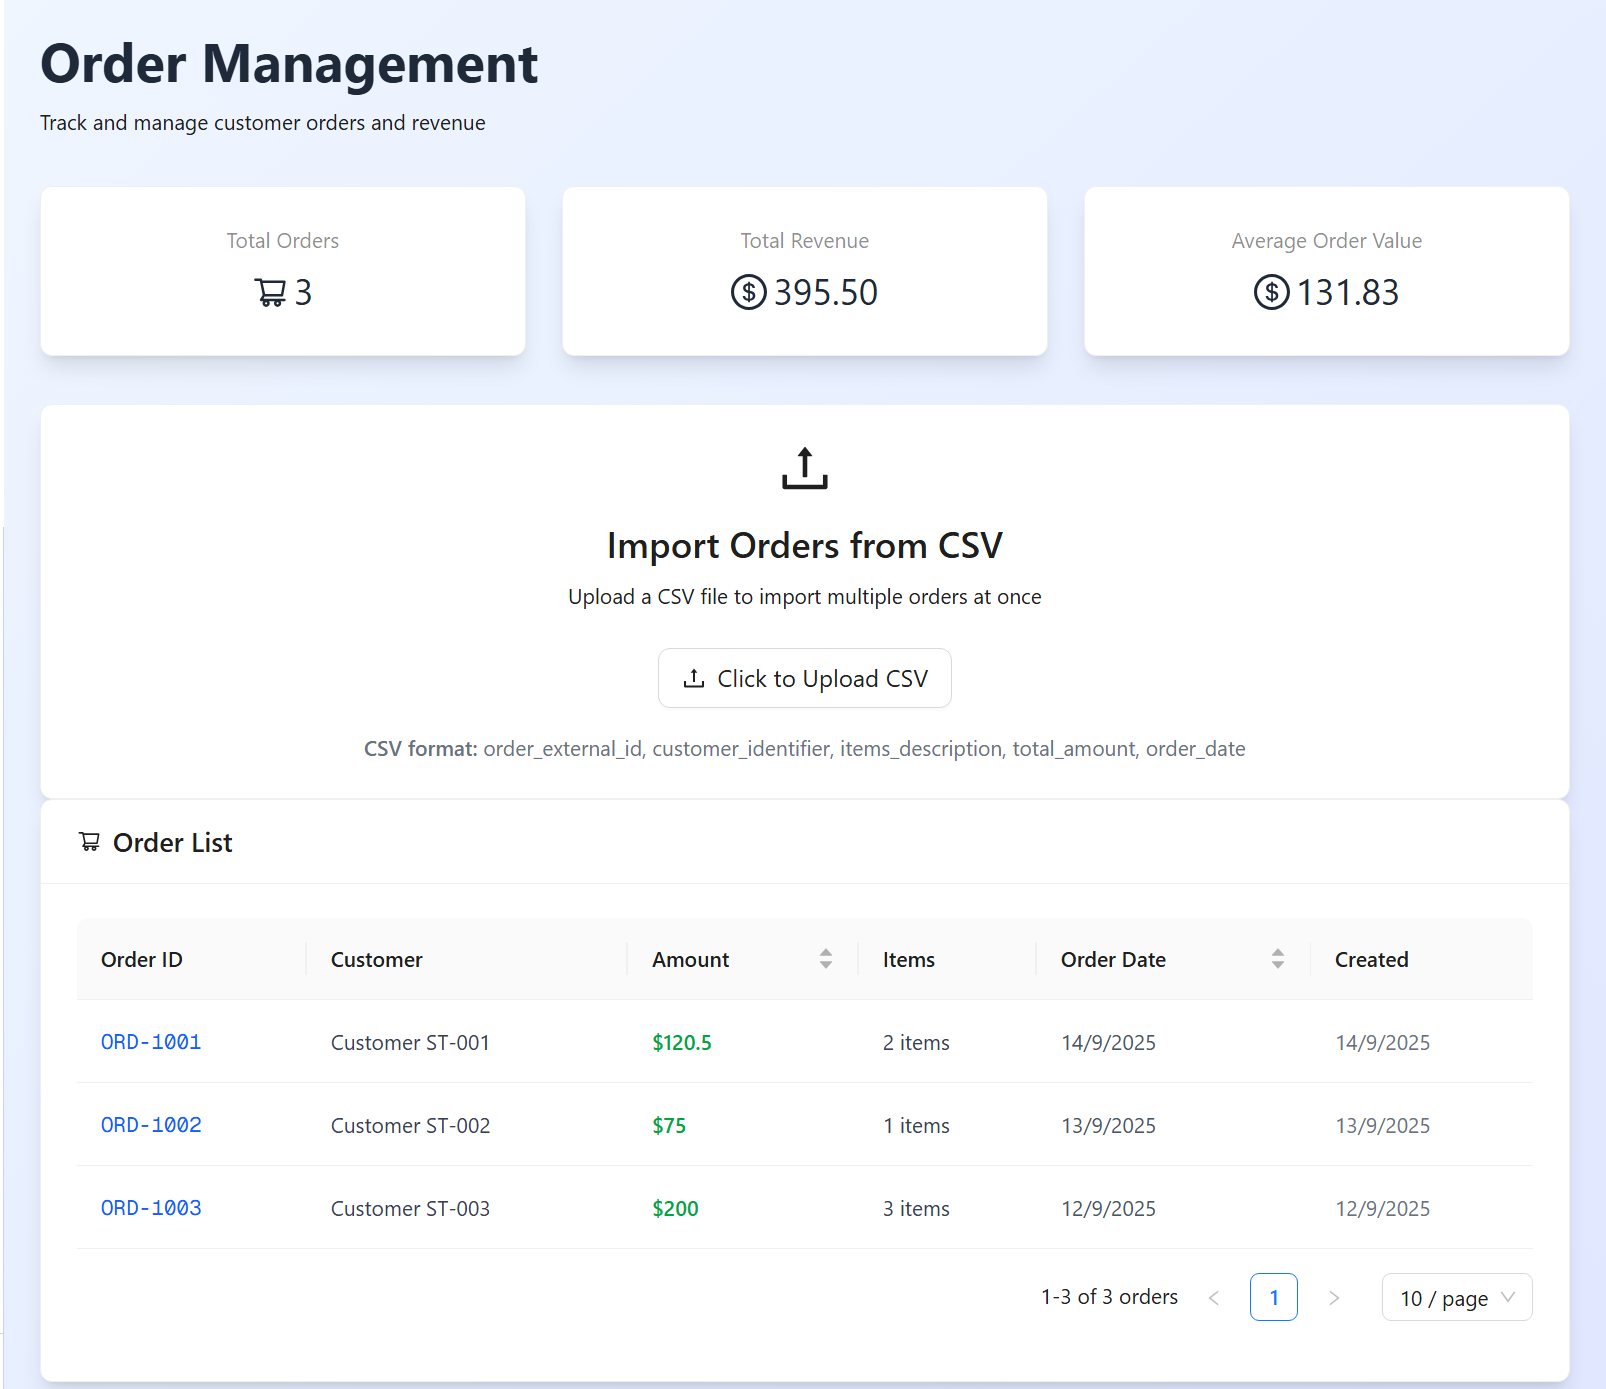 Order Management
Track and manage customer orders and revenue
Total Orders
3
Total Revenue
$ 395.50
Average Order Value
$ 131.83
Import Orders from CSV
Upload a CSV file to import multiple orders at once
Click to Upload CSV
CSV format: order_external_id, customer_identifier, items_description, total_amount, order_date
Order List
Order ID Customer Amount Items Order Date Created
ORD-1001 Customer ST-001 $120.5 2 items 14/9/2025 14/9/2025
ORD-1002 Customer ST-002 $75 1 items 13/9/2025 13/9/2025
ORD-1003 Customer ST-003 $200 3 items 12/9/2025 12/9/2025
1-3 of 3 orders < 1 > 10 / page